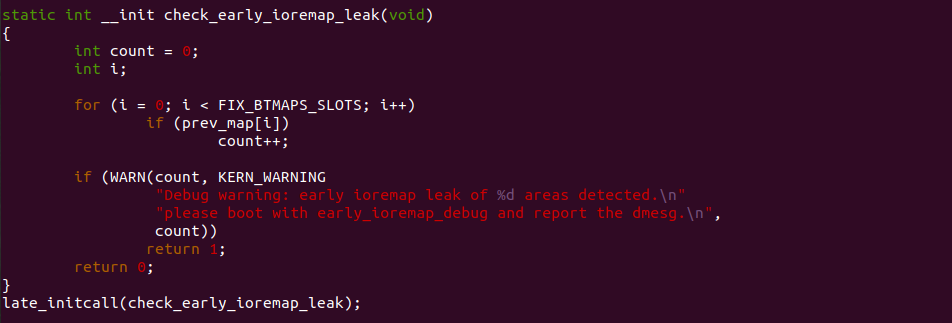 static int __init check_early_ioremap_leak(void)
{
        int count = 0;
        int i;

        for (i = 0; i < FIX_BTMAPS_SLOTS; i++)
                if (prev_map[i])
                        count++;

        if (WARN(count, KERN_WARNING
                 "Debug warning: early ioremap leak of %d areas detected.\n"
                 "please boot with early_ioremap_debug and report the dmesg.\n",
                 count))
                return 1;
        return 0;
}
late_initcall(check_early_ioremap_leak);